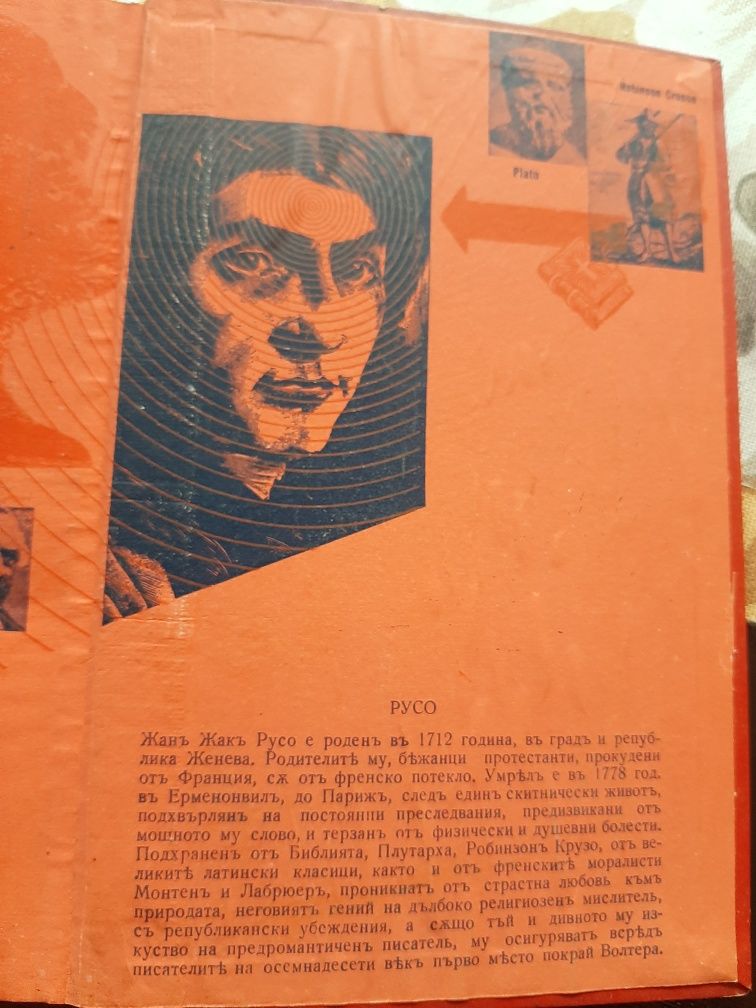 Robinson Crusoe
Plato
РУСО
Жанъ Жакъ Русо е роденъ въ 1712 година, въ градъ и репуб-
лика Женева. Родителитѣ му, бѣжанци протестанти, прокудени
отъ Франция, сѫ отъ френско потекло. Умрѣлъ е въ 1778 год.
въ Ерменонвилъ, до Парижъ, следъ единъ скитнически животъ,
подхвърлянъ на постоянни преследвания, предизвикани отъ
мощното му слово, и терзанъ отъ физически и душевни болести.
Подхраненъ отъ Библията, Плутарха, Робинзонъ Крузо, отъ ве-
ликитѣ латински класици, както и отъ френскитѣ моралисти
Монтенъ и Лабрюеръ, проникнатъ отъ страстна любовь къмъ
природата, неговиятъ гений на дълбоко религиозенъ мислитель,
съ републикански убеждения, а сѫщо тъй и дивното му из-
куство на предромантиченъ писатель, му осигуряватъ всрѣдъ
писателитѣ на осемнадесети вѣкъ първо мѣсто покрай Волтера.